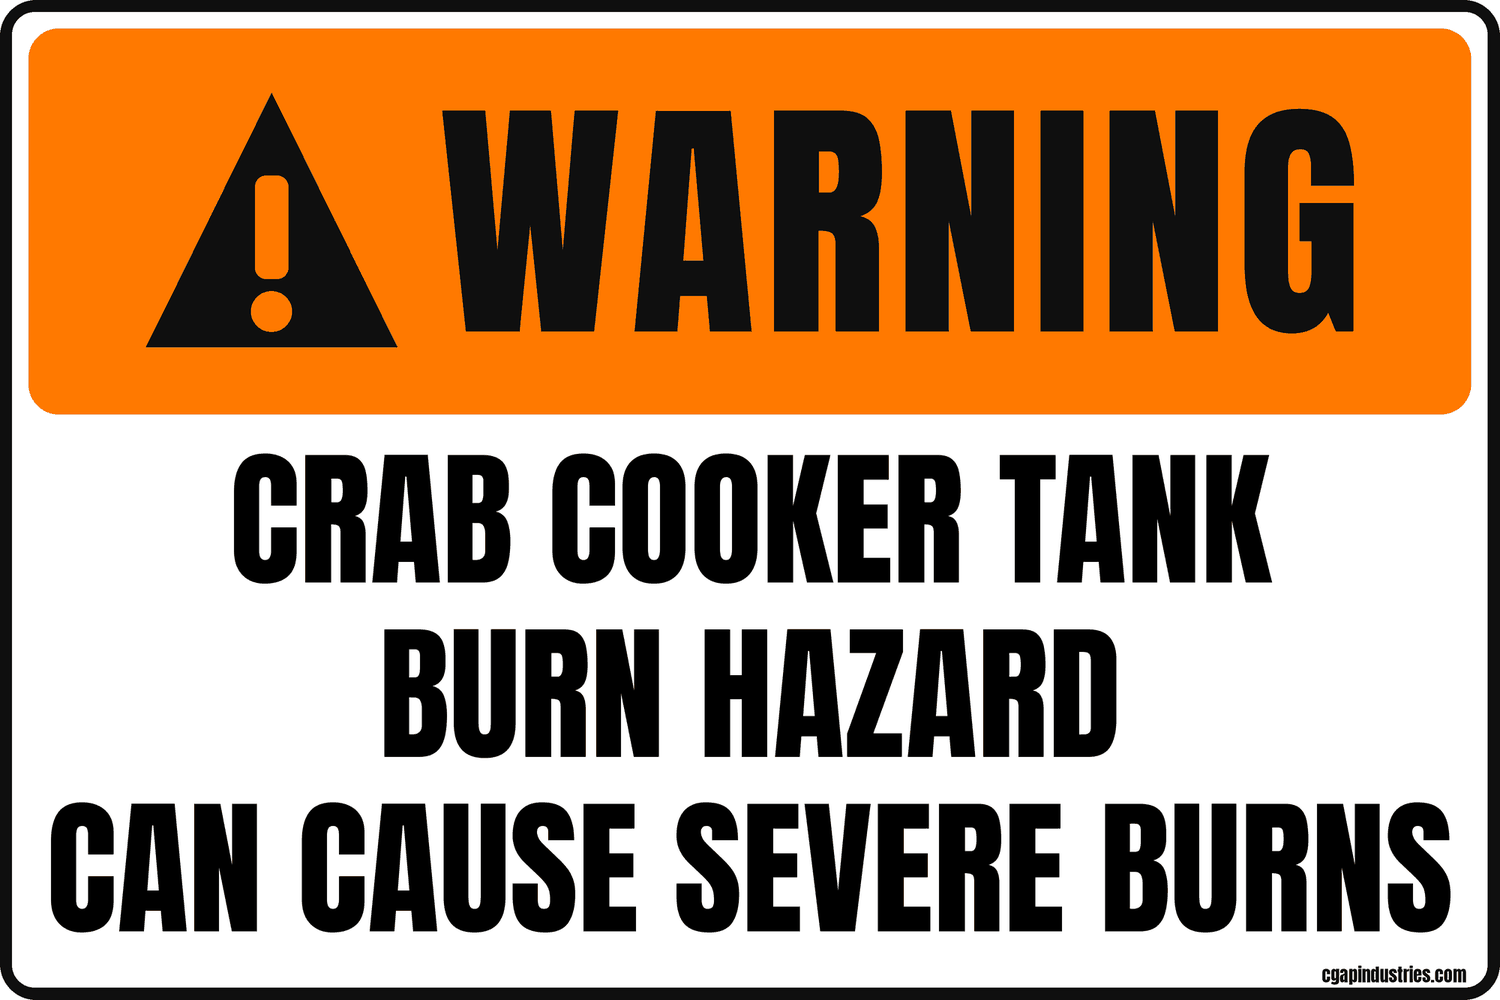 WARNING
CRAB COOKER TANK
BURN HAZARD
CAN CAUSE SEVERE BURNS
cgapindustries.com